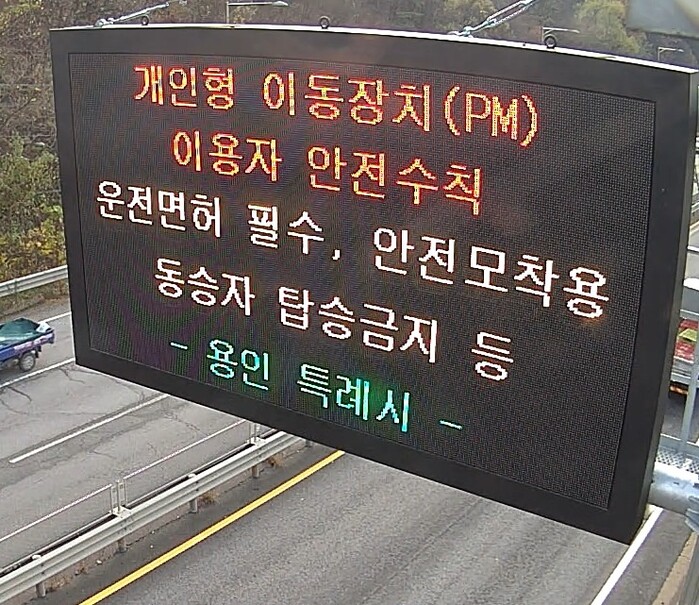 개인형 이동장치(PM)
이용자 안전수칙
운전면허 필수, 안전모착용
동승자 탑승금지 등
- 용인 특례시 -